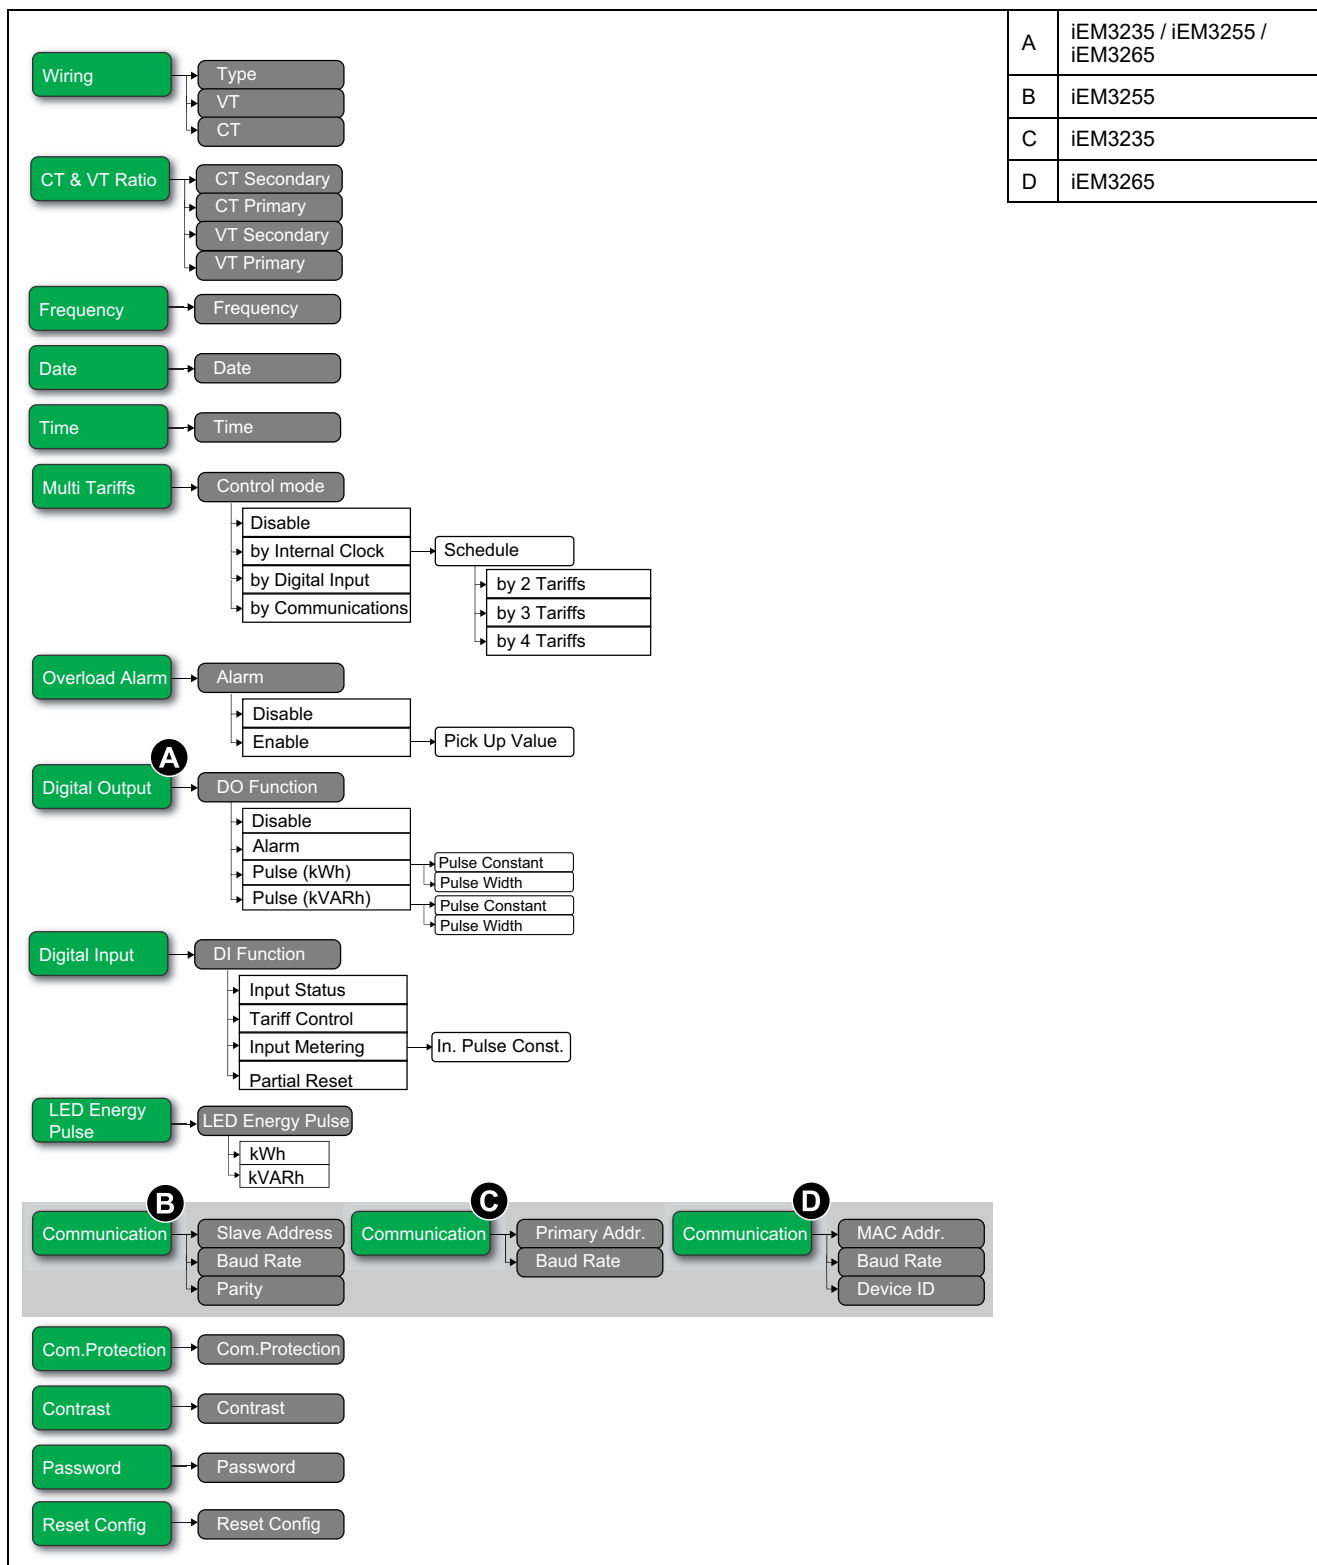 A
iEM3235 / iEM3255 /
iEM3265
B
iEM3255
C
iEM3235
D
iEM3265
Wiring
Type
VT
CT
CT & VT Ratio
CT Secondary
CT Primary
VT Secondary
VT Primary
Frequency
Frequency
Date
Date
Time
Time
Multi Tariffs
Control mode
Disable
by Internal Clock
Schedule
by Digital Input
by 2 Tariffs
by Communications
by 3 Tariffs
by 4 Tariffs
Overload Alarm
Alarm
Disable
Enable
Pick Up Value
A
Digital Output
DO Function
Disable
Alarm
Pulse (kWh)
Pulse Constant
Pulse Width
Pulse (kVARh)
Pulse Constant
Pulse Width
Digital Input
DI Function
Input Status
Tariff Control
Input Metering
In. Pulse Const.
Partial Reset
LED Energy
Pulse
LED Energy Pulse
kWh
kVARh
B
Communication
Slave Address
Baud Rate
Parity
C
Communication
Primary Addr.
Baud Rate
D
Communication
MAC Addr.
Baud Rate
Device ID
Com.Protection
Com.Protection
Contrast
Contrast
Password
Password
Reset Config
Reset Config